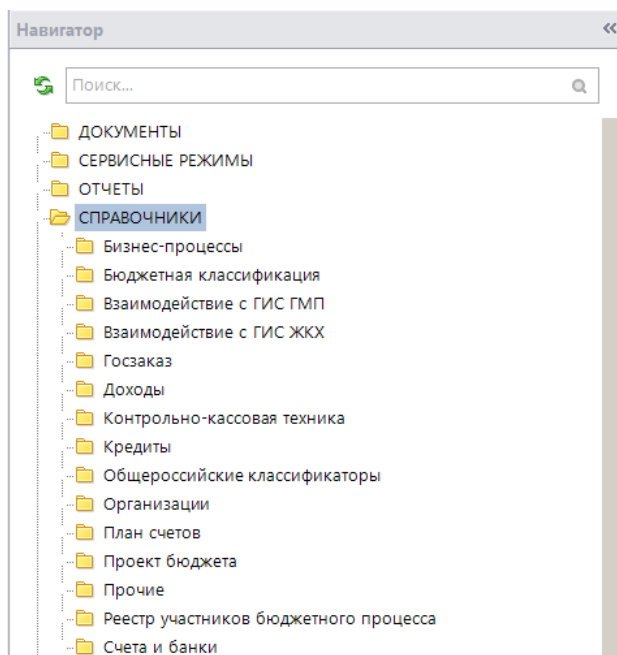 Навигатор
Поиск...
ДОКУМЕНТЫ
СЕРВИСНЫЕ РЕЖИМЫ
ОТЧЕТЫ
СПРАВОЧНИКИ
Бизнес-процессы
Бюджетная классификация
Взаимодействие с ГИС ГМП
Взаимодействие с ГИС ЖКХ
Госзаказ
Доходы
Контрольно-кассовая техника
Кредиты
Общероссийские классификаторы
Организации
План счетов
Проект бюджета
Прочие
Реестр участников бюджетного процесса
Счета и банки